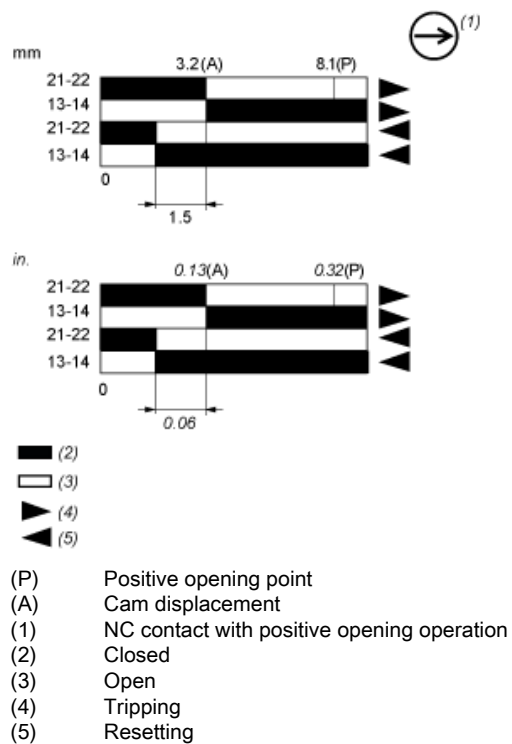 (1)
mm
3.2(A) 8.1(P)
21-22
13-14
21-22
13-14
0
1.5
in.
0.13(A) 0.32(P)
21-22
13-14
21-22
13-14
0
0.06
(2)
(3)
(4)
(5)
(P) Positive opening point
(A) Cam displacement
(1) NC contact with positive opening operation
(2) Closed
(3) Open
(4) Tripping
(5) Resetting